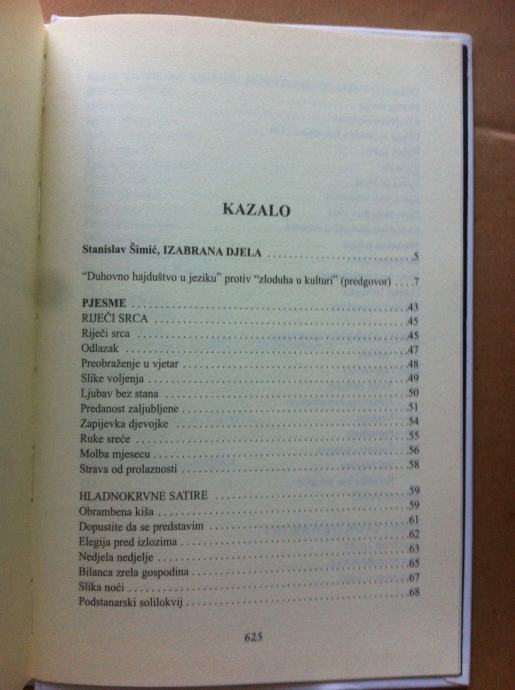 KAZALO
Stanislav Šimić, IZABRANA DJELA ........................ 5
“Duhovno hajduštvo u jeziku” protiv “zloduha u kulturi” (predgovor) .... 7
PJESME ........................ 43
RIJEČI SRCA ........................ 45
Riječi srca ........................ 45
Odlazak ........................ 47
Preobraženje u vjetar ........................ 48
Slike voljenja ........................ 49
Ljubav bez stana ........................ 50
Predanost zaljubljene ........................ 51
Zapijevka djevojke ........................ 54
Ruke sreće ........................ 55
Molba mjesecu ........................ 56
Strava od prolaznosti ........................ 58
HLADNOKRVNE SATIRE ........................ 59
Obrambena kiša ........................ 59
Dopustite da se predstavim ........................ 61
Elegija pred izlozima ........................ 62
Nedjelja nedjelje ........................ 63
Bilanca zrela gospodina ........................ 65
Slika noći ........................ 67
Podstanarski solilokvij ........................ 68
625